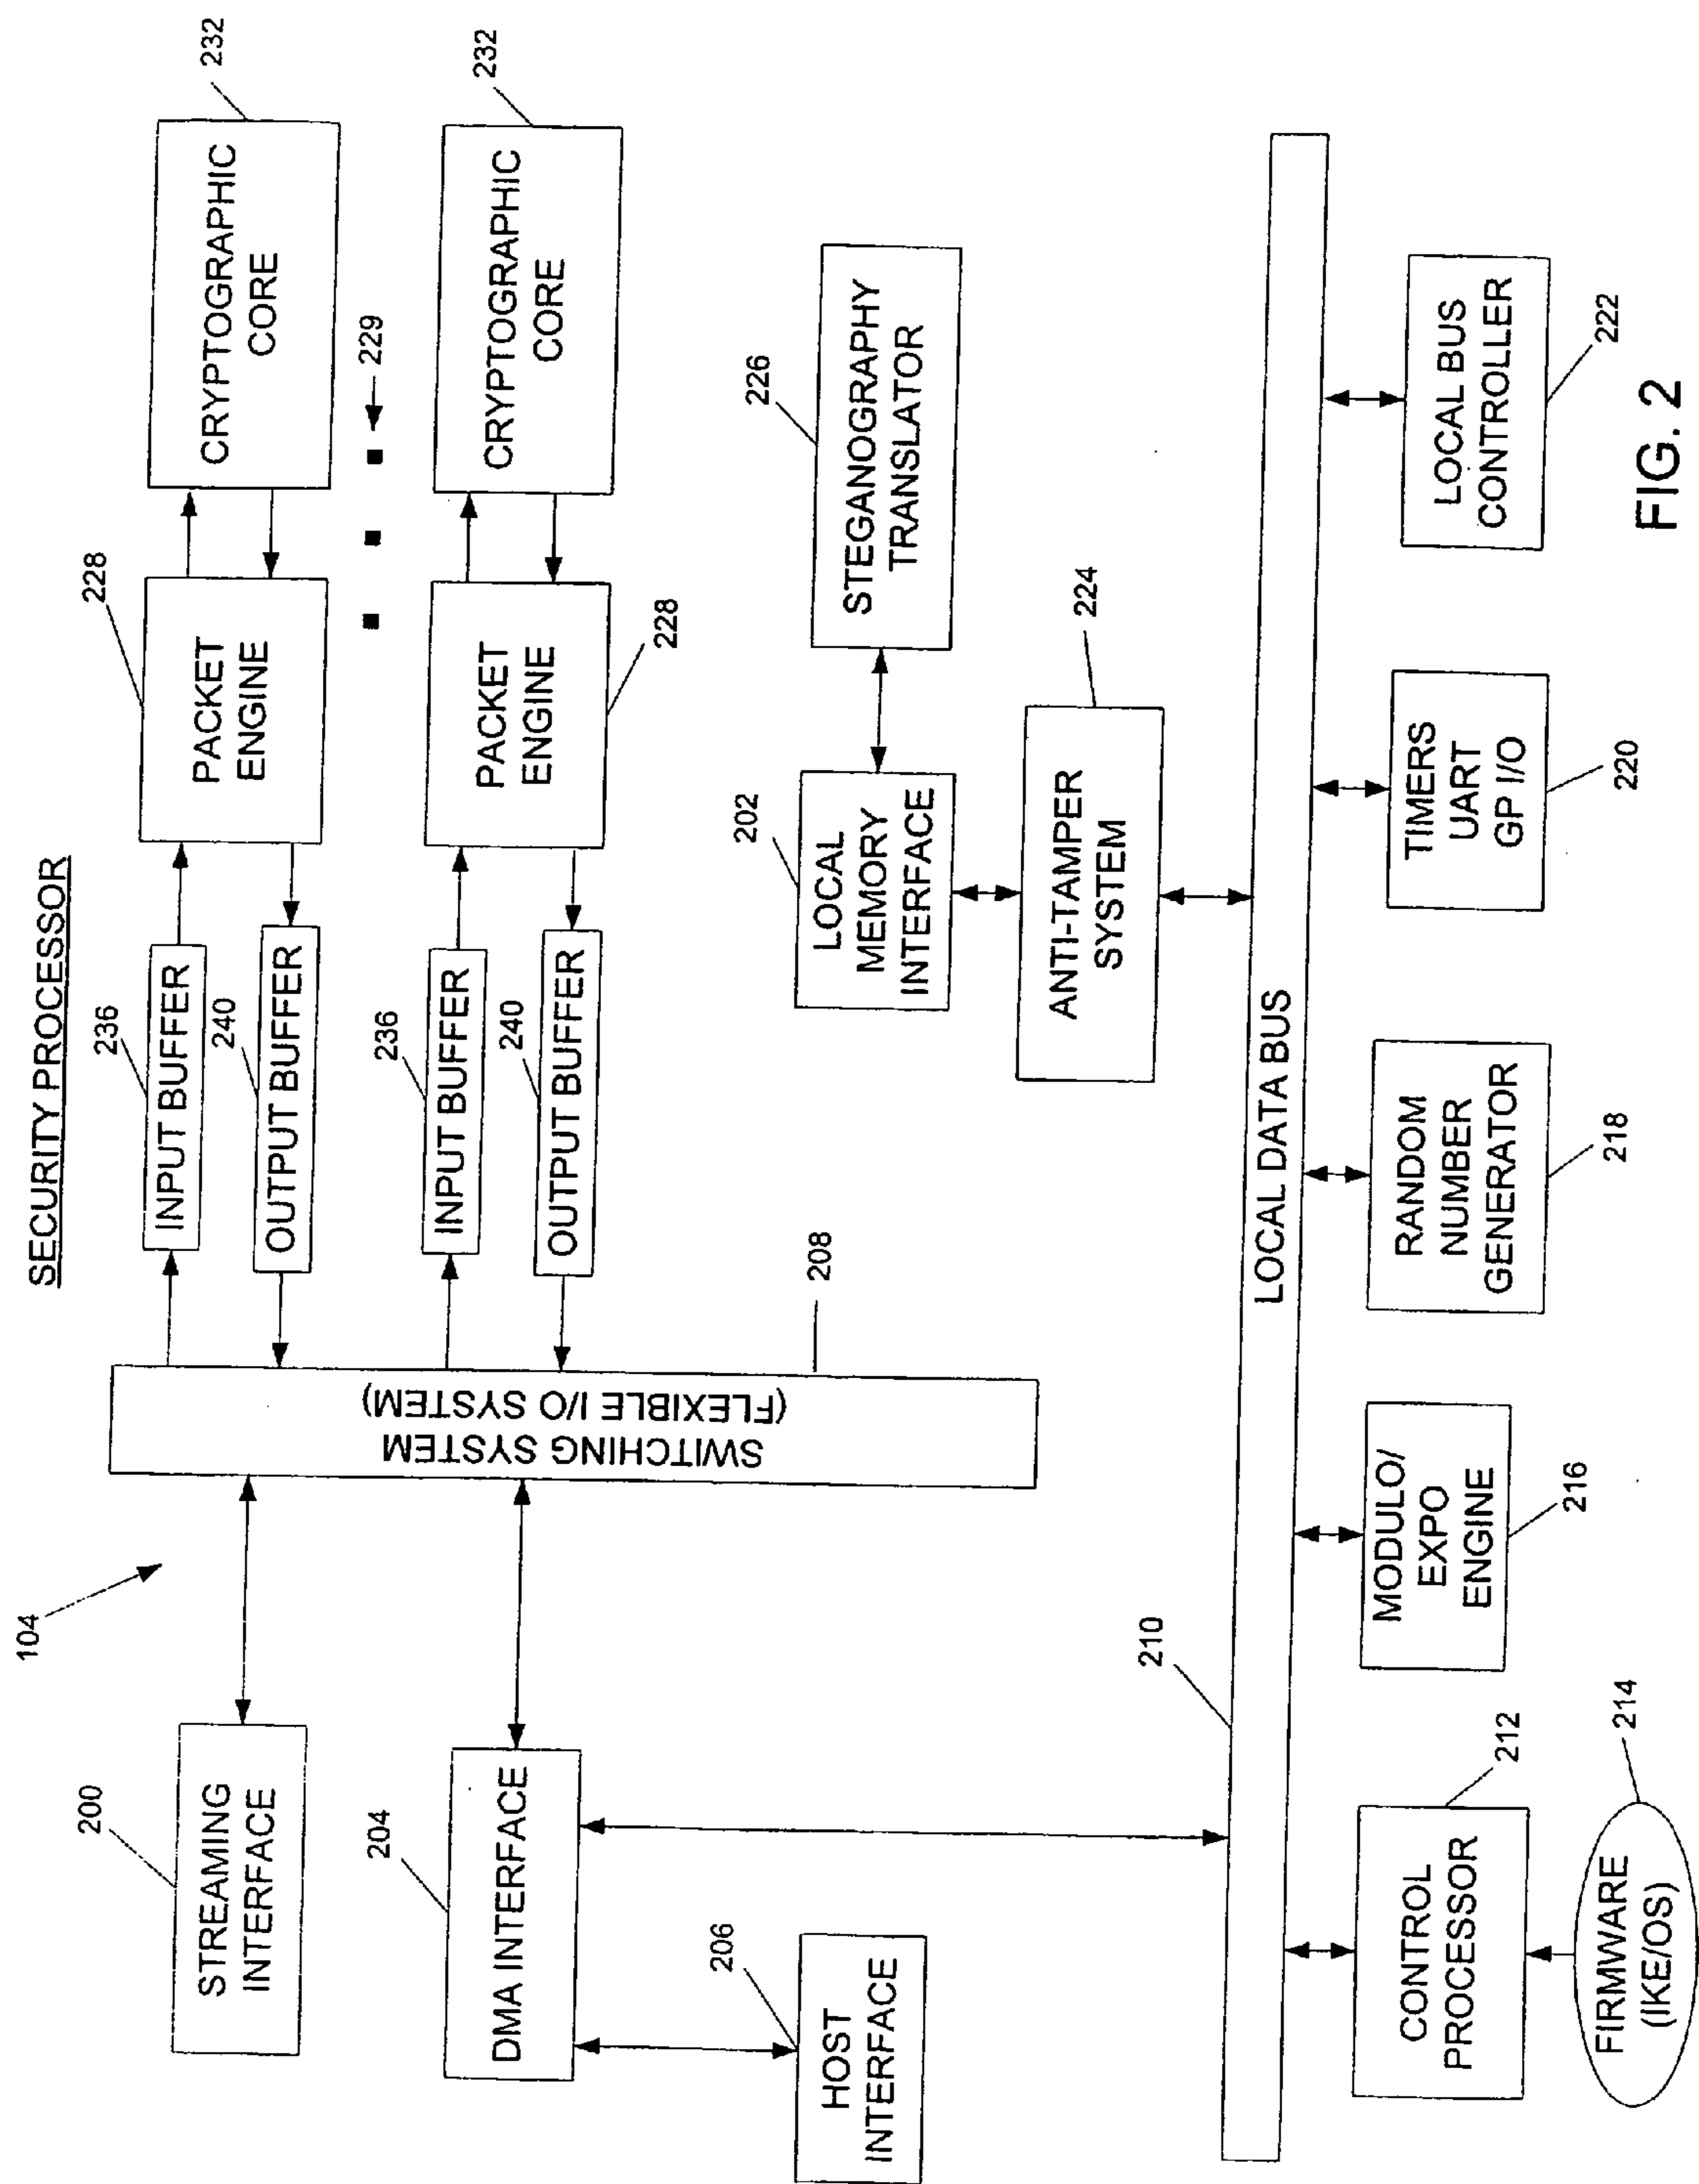 SECURITY PROCESSOR
104
200
STREAMING
INTERFACE
204
DMA INTERFACE
206
HOST
INTERFACE
SWITCHING SYSTEM
(FLEXIBLE I/O SYSTEM)
208
236
INPUT BUFFER
240
OUTPUT BUFFER
228
PACKET
ENGINE
232
CRYPTOGRAPHIC
CORE
229
236
INPUT BUFFER
240
OUTPUT BUFFER
228
PACKET
ENGINE
232
CRYPTOGRAPHIC
CORE
202
LOCAL
MEMORY
INTERFACE
226
STEGANOGRAPHY
TRANSLATOR
224
ANTI-TAMPER
SYSTEM
210
LOCAL DATA BUS
212
CONTROL
PROCESSOR
214
FIRMWARE
(IKE/OS)
MODULO/
EXPO
ENGINE
216
RANDOM
NUMBER
GENERATOR
218
TIMERS
UART
GP I/O
220
LOCAL BUS
CONTROLLER
222
FIG. 2